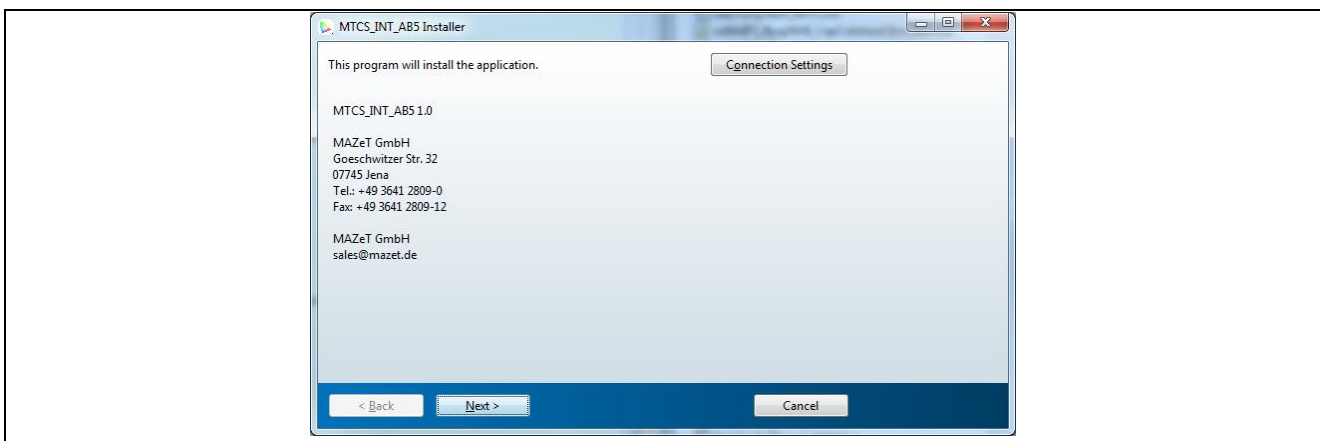 MTCS_INT_AB5 Installer
This program will install the application.
Connection Settings
MTCS_INT_AB5 1.0
MAZeT GmbH
Goeschwitzer Str. 32
07745 Jena
Tel.: +49 3641 2809-0
Fax: +49 3641 2809-12
MAZeT GmbH
sales@mazet.de
< Back
Next >
Cancel